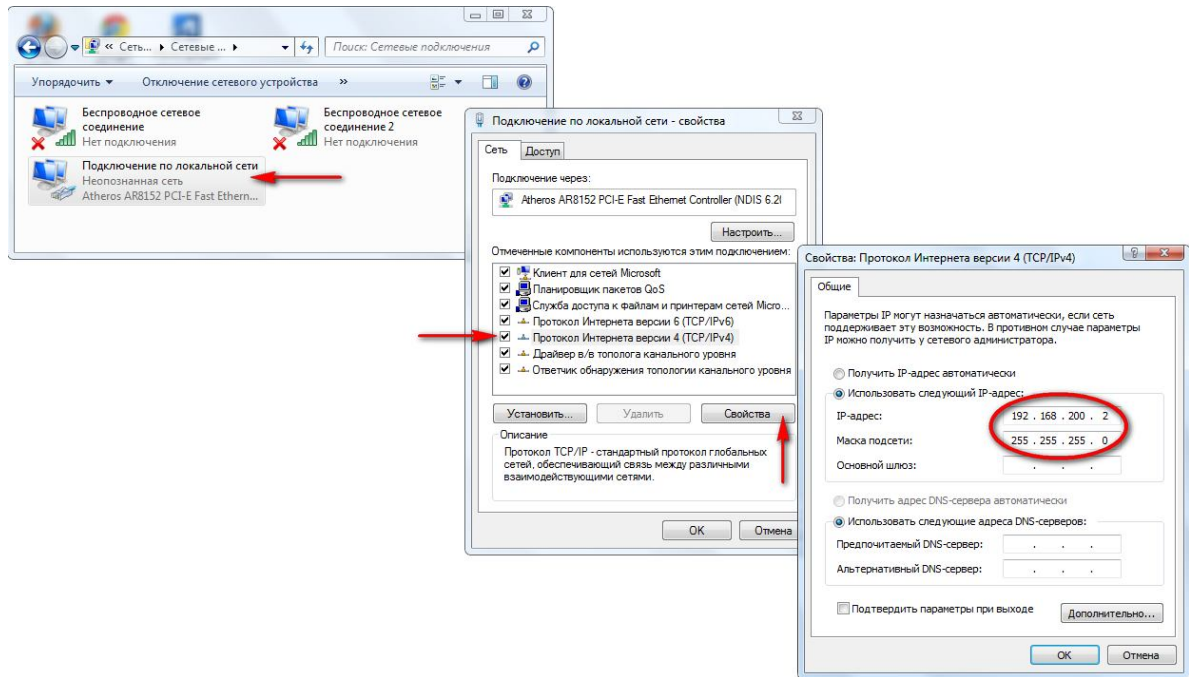 « Сеть... ▸ Сетевые ... ▸
Поиск: Сетевые подключения
Упорядочить ▾ Отключение сетевого устройства »
Беспроводное сетевое
соединение
Нет подключения
Беспроводное сетевое
соединение 2
Нет подключения
Подключение по локальной сети
Неопознанная сеть
Atheros AR8152 PCI-E Fast Ethern...
Подключение по локальной сети - свойства
Сеть Доступ
Подключение через:
Atheros AR8152 PCI-E Fast Ethernet Controller (NDIS 6.2(
Настроить...
Отмеченные компоненты используются этим подключением:
Клиент для сетей Microsoft
Планировщик пакетов QoS
Служба доступа к файлам и принтерам сетей Micro...
Протокол Интернета версии 6 (TCP/IPv6)
Протокол Интернета версии 4 (TCP/IPv4)
Драйвер в/в тополога канального уровня
Ответчик обнаружения топологии канального уровня
Установить... Удалить Свойства
Описание
Протокол TCP/IP - стандартный протокол глобальных
сетей, обеспечивающий связь между различными
взаимодействующими сетями.
ОК Отмена
Свойства: Протокол Интернета версии 4 (TCP/IPv4)
Общие
Параметры IP могут назначаться автоматически, если сеть
поддерживает эту возможность. В противном случае параметры
IP можно получить у сетевого администратора.
Получить IP-адрес автоматически
Использовать следующий IP-адрес:
IP-адрес: 192 . 168 . 200 . 2
Маска подсети: 255 . 255 . 255 . 0
Основной шлюз: . . .
Получить адрес DNS-сервера автоматически
Использовать следующие адреса DNS-серверов:
Предпочитаемый DNS-сервер: . . .
Альтернативный DNS-сервер: . . .
Подтвердить параметры при выходе
Дополнительно...
ОК Отмена